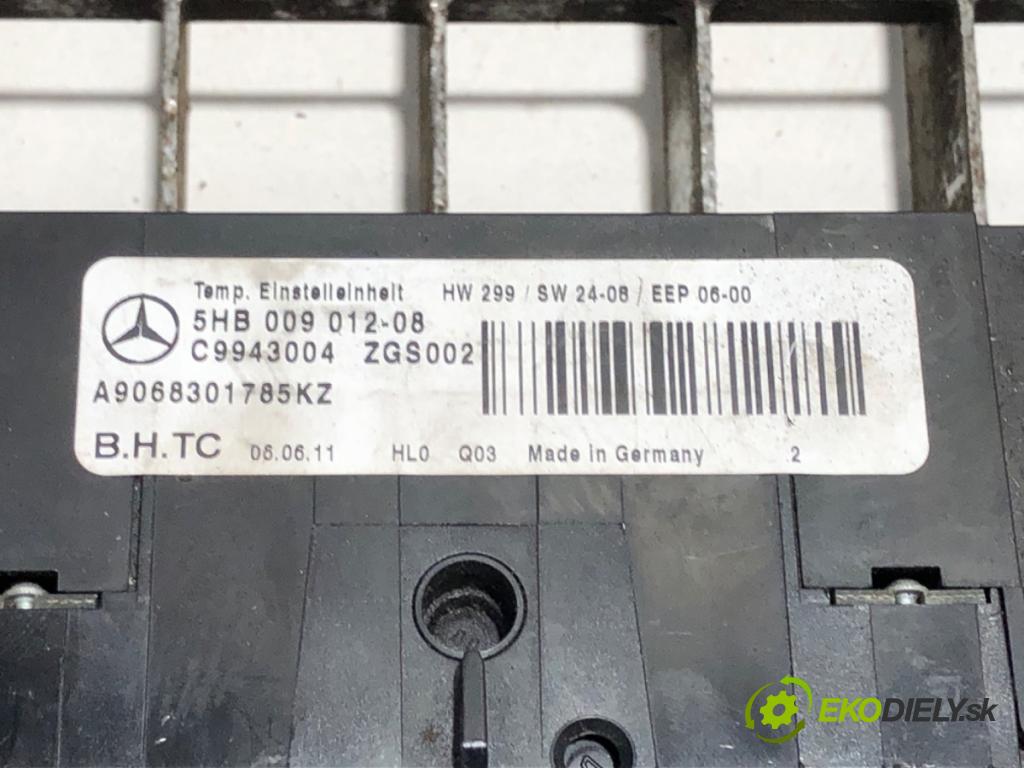 Temp. Einstelleinheit HW 299 / SW 24-08 / EEP 06-00
5HB 009 012-08
C9943004 ZGS002
A9068301785KZ
B.H.TC 06.06.11 HL0 Q03 Made in Germany 2
EKODIELY.sk